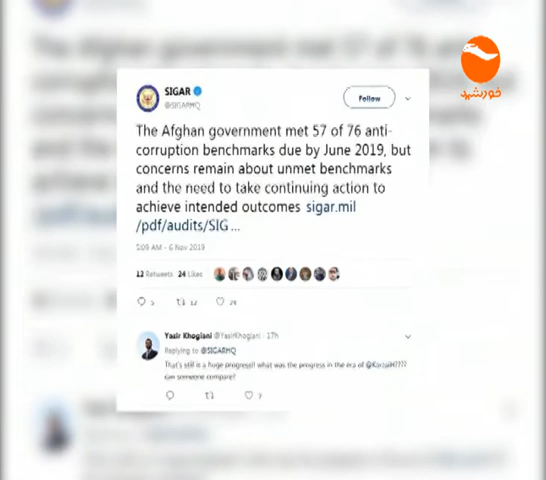 خورشید
SIGAR
@SIGARHQ
Follow
The Afghan government met 57 of 76 anti-
corruption benchmarks due by June 2019, but
concerns remain about unmet benchmarks
and the need to take continuing action to
achieve intended outcomes sigar.mil
/pdf/audits/SIG...
5:09 AM - 6 Nov 2019
12 Retweets 24 Likes
12 24
Yasir Khogiani @YasirKhogiani · 17h
Replying to @SIGARHQ
That's still is a huge progress!! what was the progress in the era of
can someone compare?